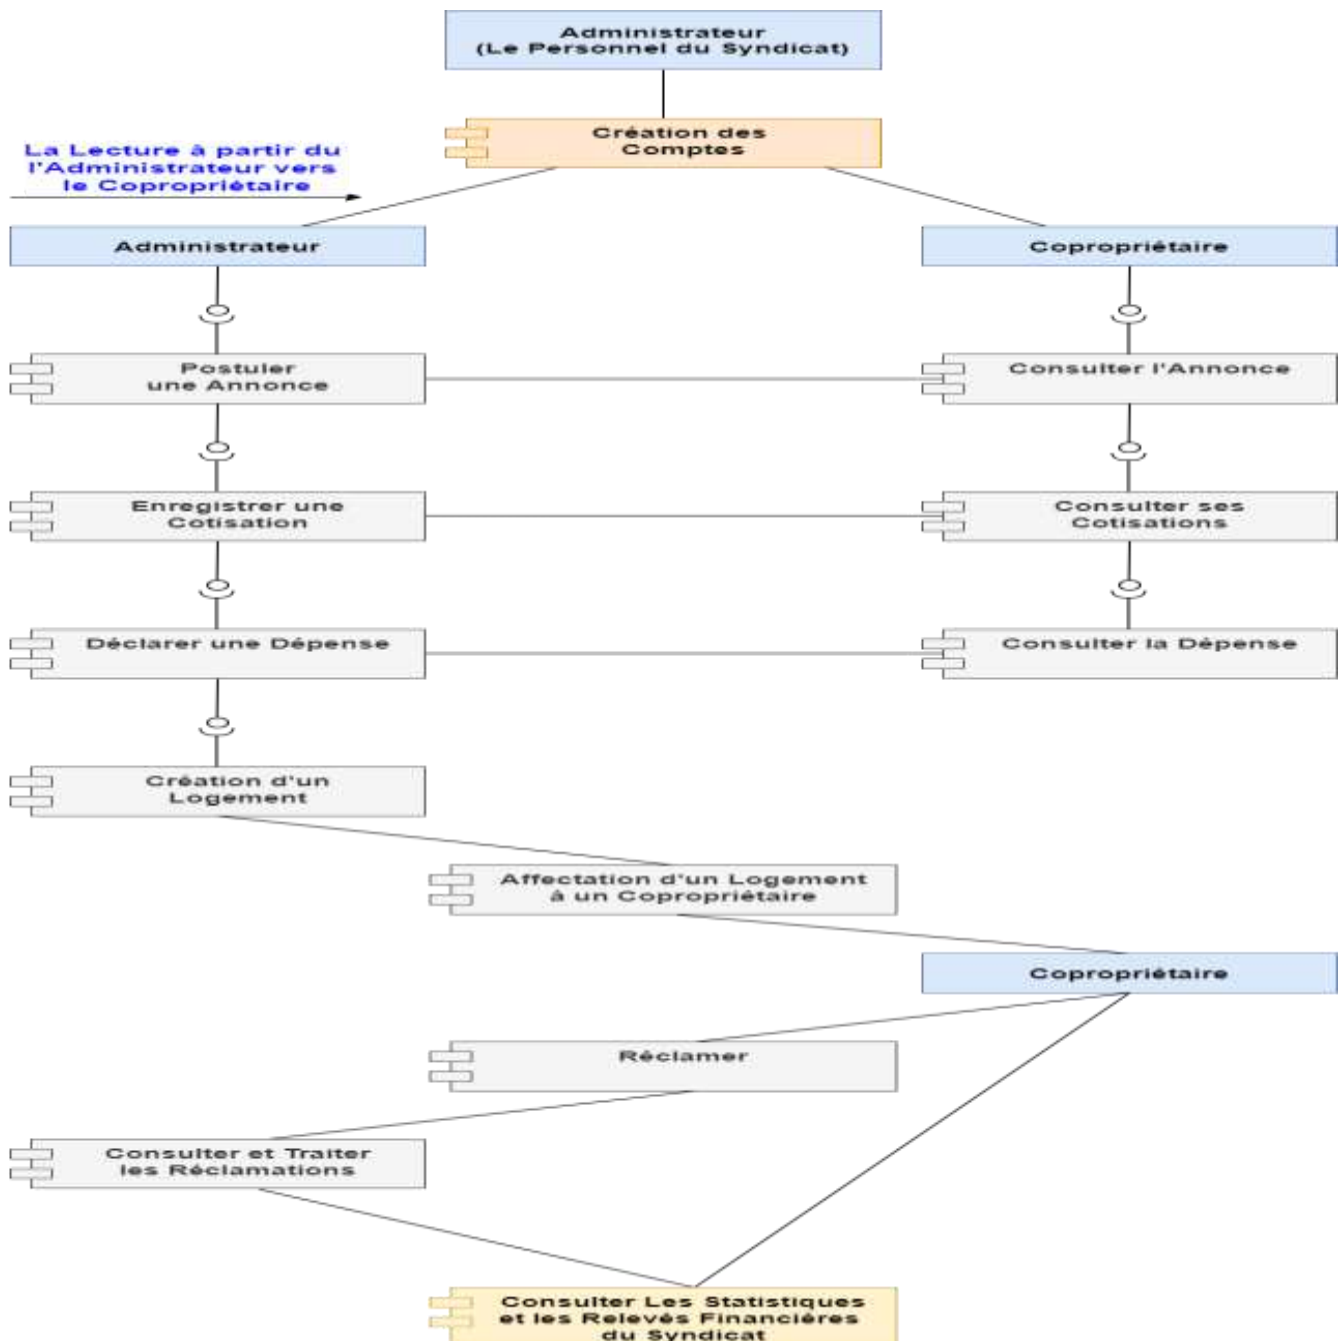 Administrateur
(Le Personnel du Syndicat)
Création des
Comptes
La Lecture à partir du
l'Administrateur vers
le Copropriétaire
Administrateur
Copropriétaire
Postuler
une Annonce
Consulter l'Annonce
Enregistrer une
Cotisation
Consulter ses
Cotisations
Déclarer une Dépense
Consulter la Dépense
Création d'un
Logement
Affectation d'un Logement
à un Copropriétaire
Copropriétaire
Réclamer
Consulter et Traiter
les Réclamations
Consulter Les Statistiques
et les Relevés Financières
du Syndicat